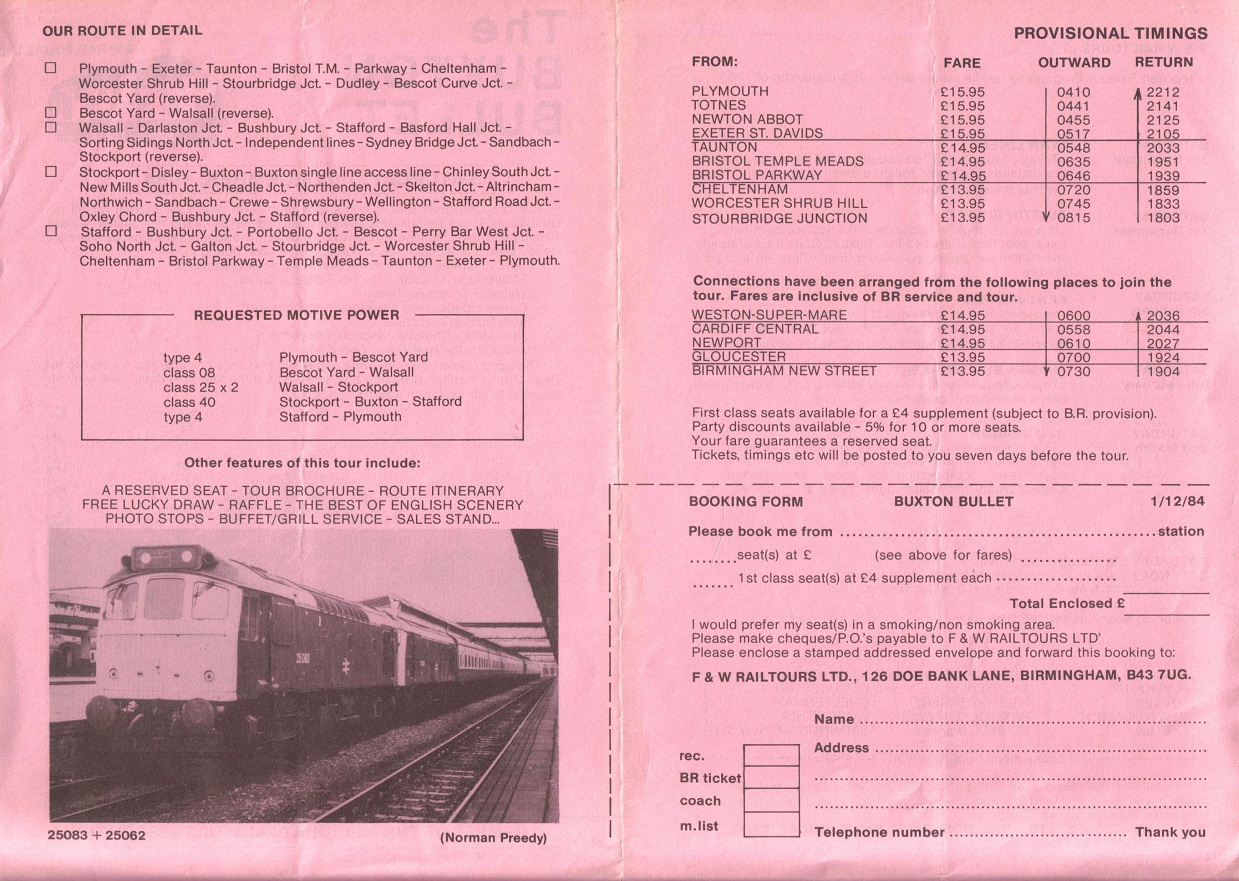 OUR ROUTE IN DETAIL
Plymouth – Exeter – Taunton – Bristol T.M. – Parkway – Cheltenham –
Worcester Shrub Hill – Stourbridge Jct. – Dudley – Bescot Curve Jct. –
Bescot Yard (reverse).
Bescot Yard – Walsall (reverse).
Walsall – Darlaston Jct. – Bushbury Jct. – Stafford – Basford Hall Jct. –
Sorting Sidings North Jct. – Independent lines – Sydney Bridge Jct. – Sandbach –
Stockport (reverse).
Stockport – Disley – Buxton – Buxton single line access line – Chinley South Jct. –
New Mills South Jct. – Cheadle Jct. – Northenden Jct. – Skelton Jct. – Altrincham –
Northwich – Sandbach – Crewe – Shrewsbury – Wellington – Stafford Road Jct. –
Oxley Chord – Bushbury Jct. – Stafford (reverse).
Stafford – Bushbury Jct. – Portobello Jct. – Bescot – Perry Bar West Jct. –
Soho North Jct. – Galton Jct. – Stourbridge Jct. – Worcester Shrub Hill –
Cheltenham – Bristol Parkway – Temple Meads – Taunton – Exeter – Plymouth.
REQUESTED MOTIVE POWER
type 4 Plymouth – Bescot Yard
class 08 Bescot Yard – Walsall
class 25 x 2 Walsall – Stockport
class 40 Stockport – Buxton – Stafford
type 4 Stafford – Plymouth
Other features of this tour include:
A RESERVED SEAT – TOUR BROCHURE – ROUTE ITINERARY
FREE LUCKY DRAW – RAFFLE – THE BEST OF ENGLISH SCENERY
PHOTO STOPS – BUFFET/GRILL SERVICE – SALES STAND...
25083
25083 + 25062 (Norman Preedy)
PROVISIONAL TIMINGS
FROM: FARE OUTWARD RETURN
PLYMOUTH £15.95 0410 2212
TOTNES £15.95 0441 2141
NEWTON ABBOT £15.95 0455 2125
EXETER ST. DAVIDS £15.95 0517 2105
TAUNTON £14.95 0548 2033
BRISTOL TEMPLE MEADS £14.95 0635 1951
BRISTOL PARKWAY £14.95 0646 1939
CHELTENHAM £13.95 0720 1859
WORCESTER SHRUB HILL £13.95 0745 1833
STOURBRIDGE JUNCTION £13.95 0815 1803
Connections have been arranged from the following places to join the
tour. Fares are inclusive of BR service and tour.
WESTON-SUPER-MARE £14.95 0600 2036
CARDIFF CENTRAL £14.95 0558 2044
NEWPORT £14.95 0610 2027
GLOUCESTER £13.95 0700 1924
BIRMINGHAM NEW STREET £13.95 0730 1904
First class seats available for a £4 supplement (subject to B.R. provision).
Party discounts available – 5% for 10 or more seats.
Your fare guarantees a reserved seat.
Tickets, timings etc will be posted to you seven days before the tour.
BOOKING FORM BUXTON BULLET 1/12/84
Please book me from ........................................ station
....... seat(s) at £ (see above for fares) ................
....... 1st class seat(s) at £4 supplement each ....................
Total Enclosed £
I would prefer my seat(s) in a smoking/non smoking area.
Please make cheques/P.O.'s payable to F & W RAILTOURS LTD'
Please enclose a stamped addressed envelope and forward this booking to:
F & W RAILTOURS LTD., 126 DOE BANK LANE, BIRMINGHAM, B43 7UG.
Name ........................................
Address ........................................
rec.
BR ticket
coach
m.list
Telephone number .............................. Thank you